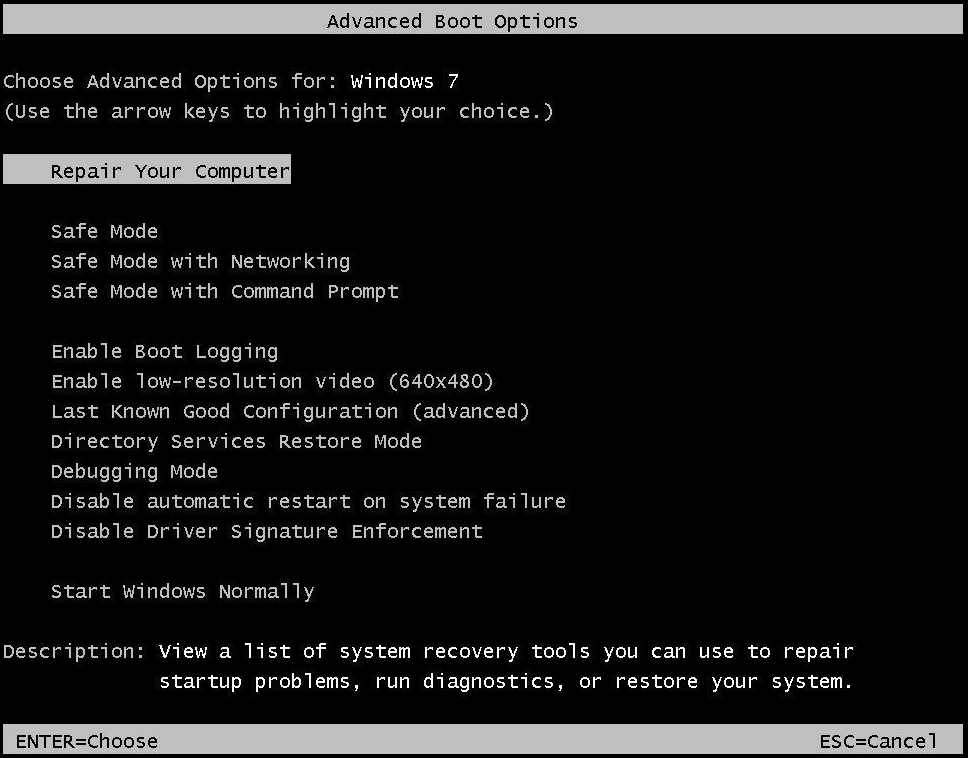 Advanced Boot Options
Choose Advanced Options for: Windows 7
(Use the arrow keys to highlight your choice.)
Repair Your Computer
Safe Mode
Safe Mode with Networking
Safe Mode with Command Prompt
Enable Boot Logging
Enable low-resolution video (640x480)
Last Known Good Configuration (advanced)
Directory Services Restore Mode
Debugging Mode
Disable automatic restart on system failure
Disable Driver Signature Enforcement
Start Windows Normally
Description: View a list of system recovery tools you can use to repair
startup problems, run diagnostics, or restore your system.
ENTER=Choose ESC=Cancel